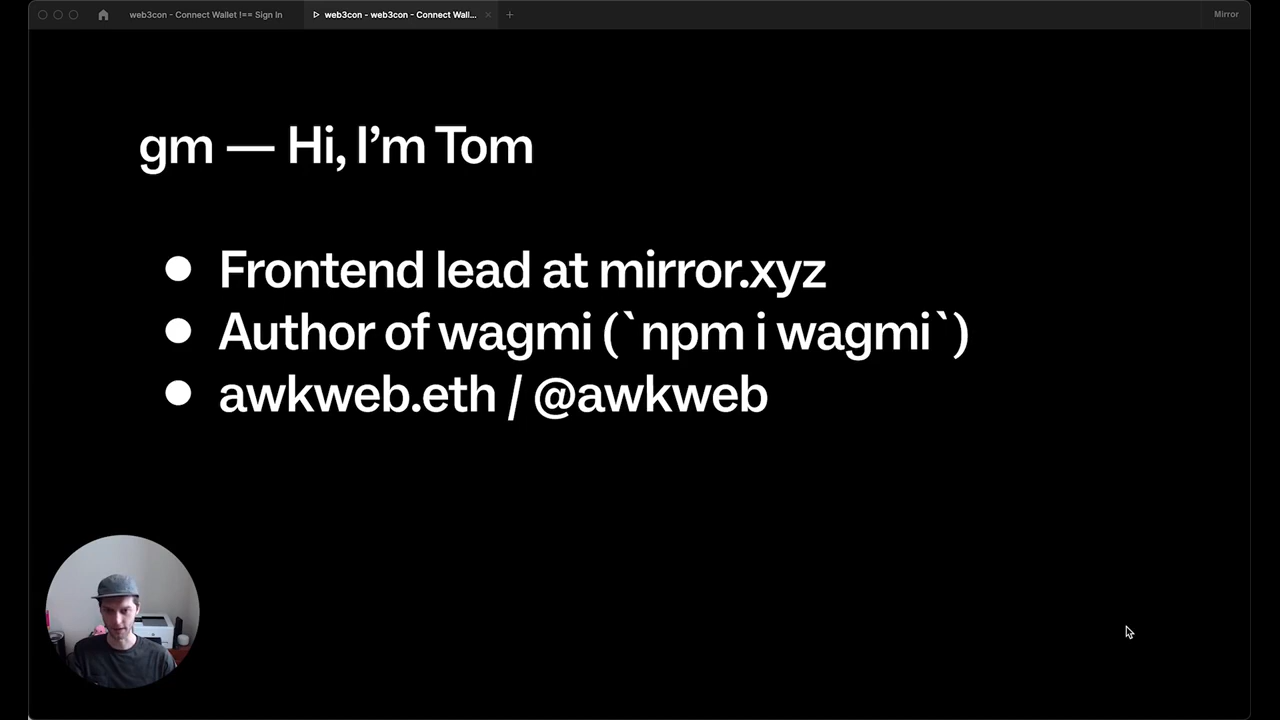 web3con - Connect Wallet !== Sign In
web3con - web3con - Connect Wall...
Mirror
gm — Hi, I’m Tom
● Frontend lead at mirror.xyz
● Author of wagmi (`npm i wagmi`)
● awkweb.eth / @awkweb